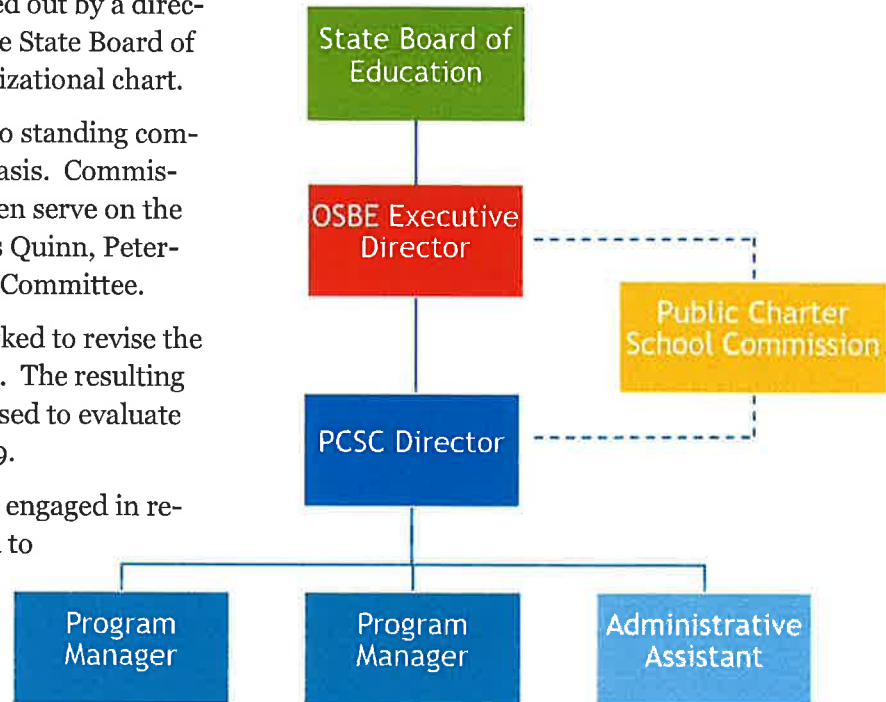 ed out by a direc-
e State Board of
izational chart.
o standing com-
asis. Commis-
en serve on the
s Quinn, Peter-
Committee.
ked to revise the
. The resulting
sed to evaluate
9.
engaged in re-
to
State Board of
Education
OSBE Executive
Director
Public Charter
School Commission
PCSC Director
Program
Manager
Program
Manager
Administrative
Assistant